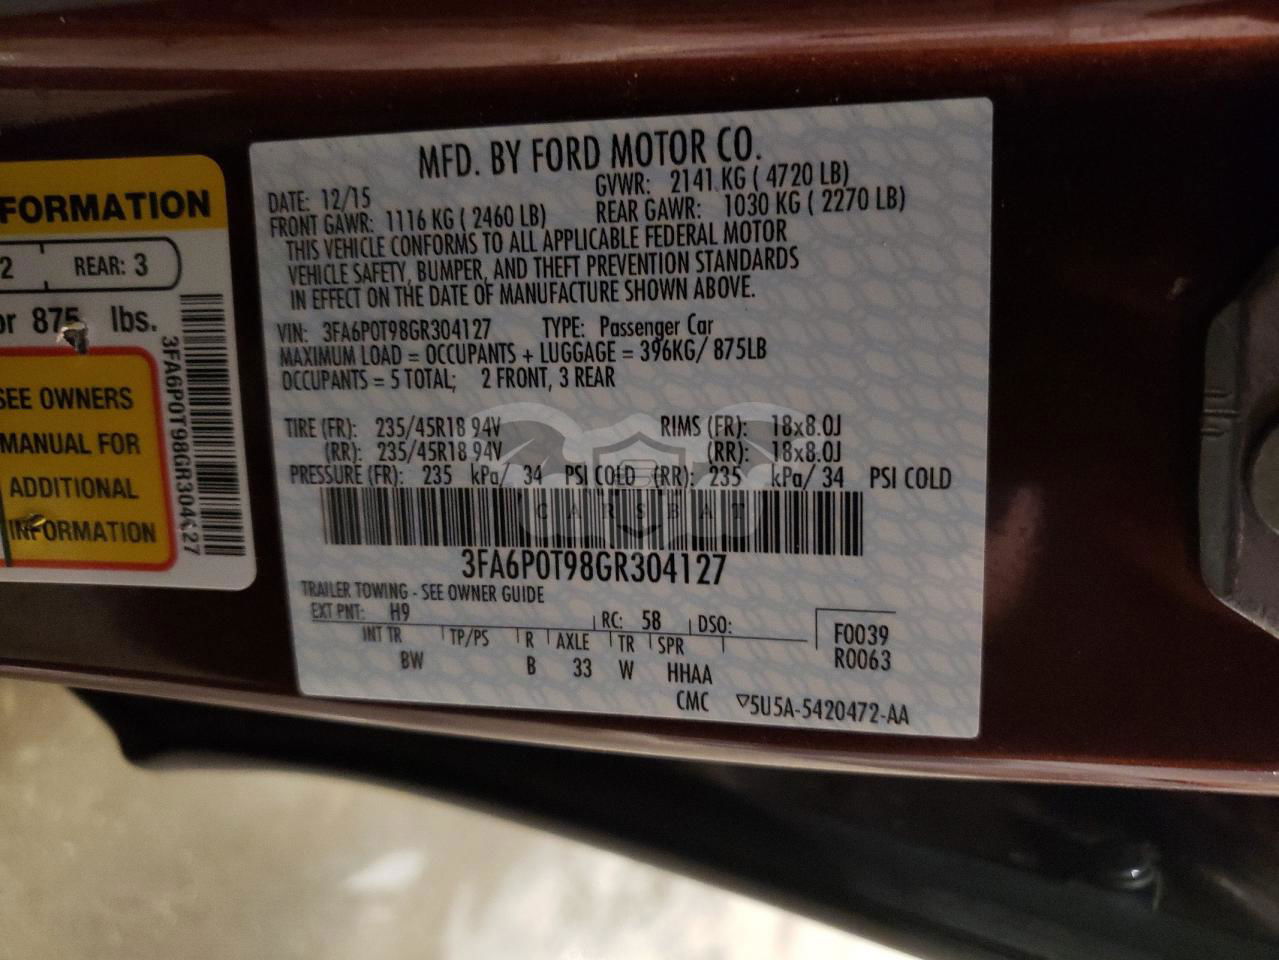 FORMATION
2 REAR: 3
or 875 lbs.
SEE OWNERS
MANUAL FOR
ADDITIONAL
INFORMATION
3FA6P0T98GR304127
MFD. BY FORD MOTOR CO.
DATE: 12/15 GVWR: 2141 KG ( 4720 LB)
FRONT GAWR: 1116 KG ( 2460 LB) REAR GAWR: 1030 KG ( 2270 LB)
THIS VEHICLE CONFORMS TO ALL APPLICABLE FEDERAL MOTOR
VEHICLE SAFETY, BUMPER, AND THEFT PREVENTION STANDARDS
IN EFFECT ON THE DATE OF MANUFACTURE SHOWN ABOVE.
VIN: 3FA6P0T98GR304127 TYPE: Passenger Car
MAXIMUM LOAD = OCCUPANTS + LUGGAGE = 396KG/ 875LB
OCCUPANTS = 5 TOTAL; 2 FRONT, 3 REAR
TIRE (FR): 235/45R18 94V RIMS (FR): 18x8.0J
(RR): 235/45R18 94V (RR): 18x8.0J
PRESSURE (FR): 235 kPa/ 34 PSI COLD (RR): 235 kPa/ 34 PSI COLD
CARSBAT
3FA6P0T98GR304127
TRAILER TOWING - SEE OWNER GUIDE
EXT PNT: H9 RC: 58 DSO:
INT TR TP/PS R AXLE TR SPR F0039
BW B 33 W HHAA R0063
CMC ▽5U5A-5420472-AA